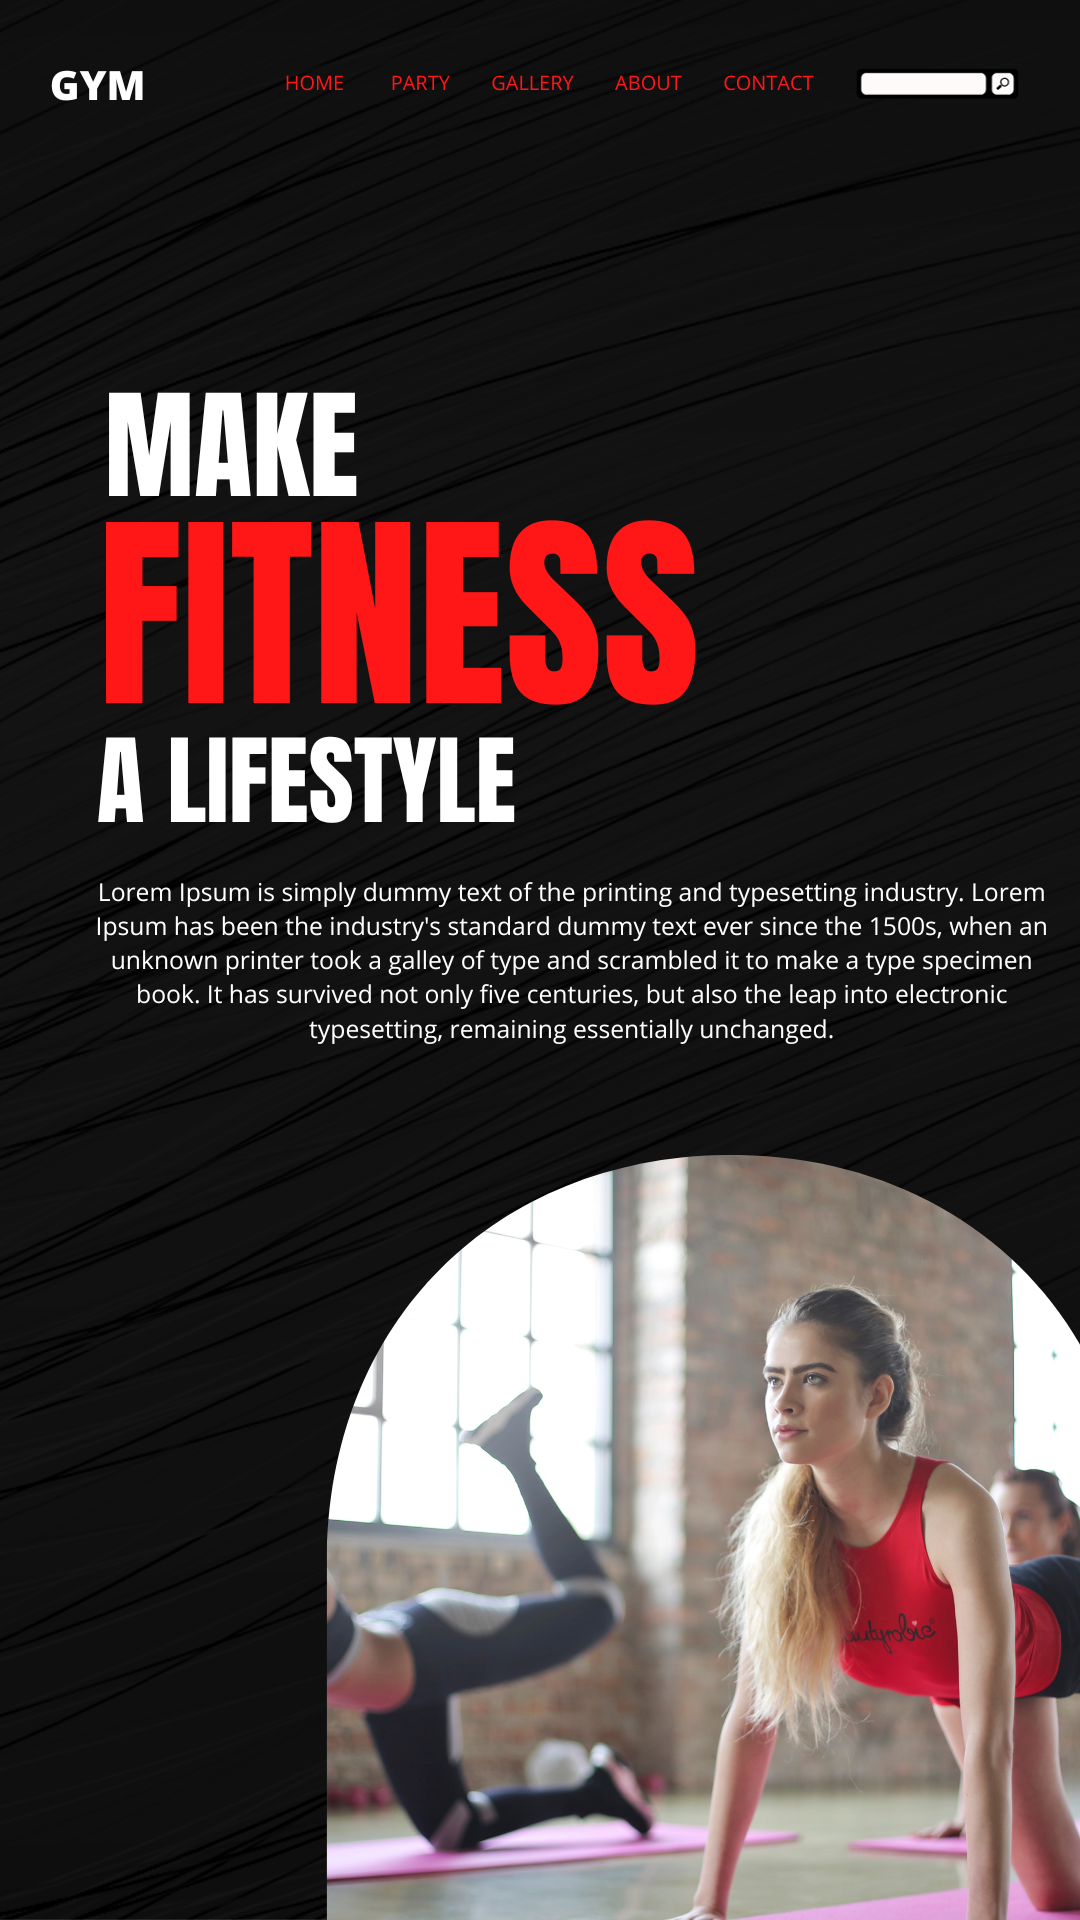 GYM
HOME PARTY GALLERY ABOUT CONTACT
MAKE
FITNESS
A LIFESTYLE
Lorem Ipsum is simply dummy text of the printing and typesetting industry. Lorem
Ipsum has been the industry's standard dummy text ever since the 1500s, when an
unknown printer took a galley of type and scrambled it to make a type specimen
book. It has survived not only five centuries, but also the leap into electronic
typesetting, remaining essentially unchanged.